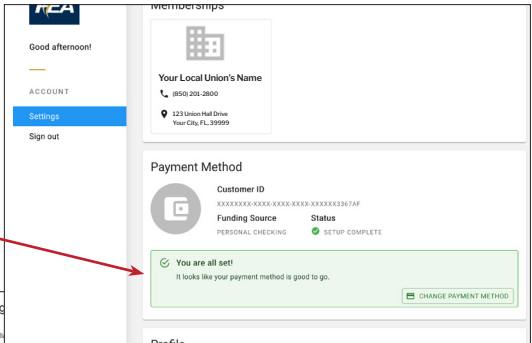 Good afternoon!
ACCOUNT
Settings
Sign out
Memberships
Your Local Union's Name
(850) 201-2800
123 Union Hall Drive
Your City, FL, 39999
Payment Method
Customer ID
XXXXXXXX-XXXX-XXXX-XXXX-XXXXXX3367AF
Funding Source Status
PERSONAL CHECKING SETUP COMPLETE
You are all set!
It looks like your payment method is good to go.
CHANGE PAYMENT METHOD
Profile